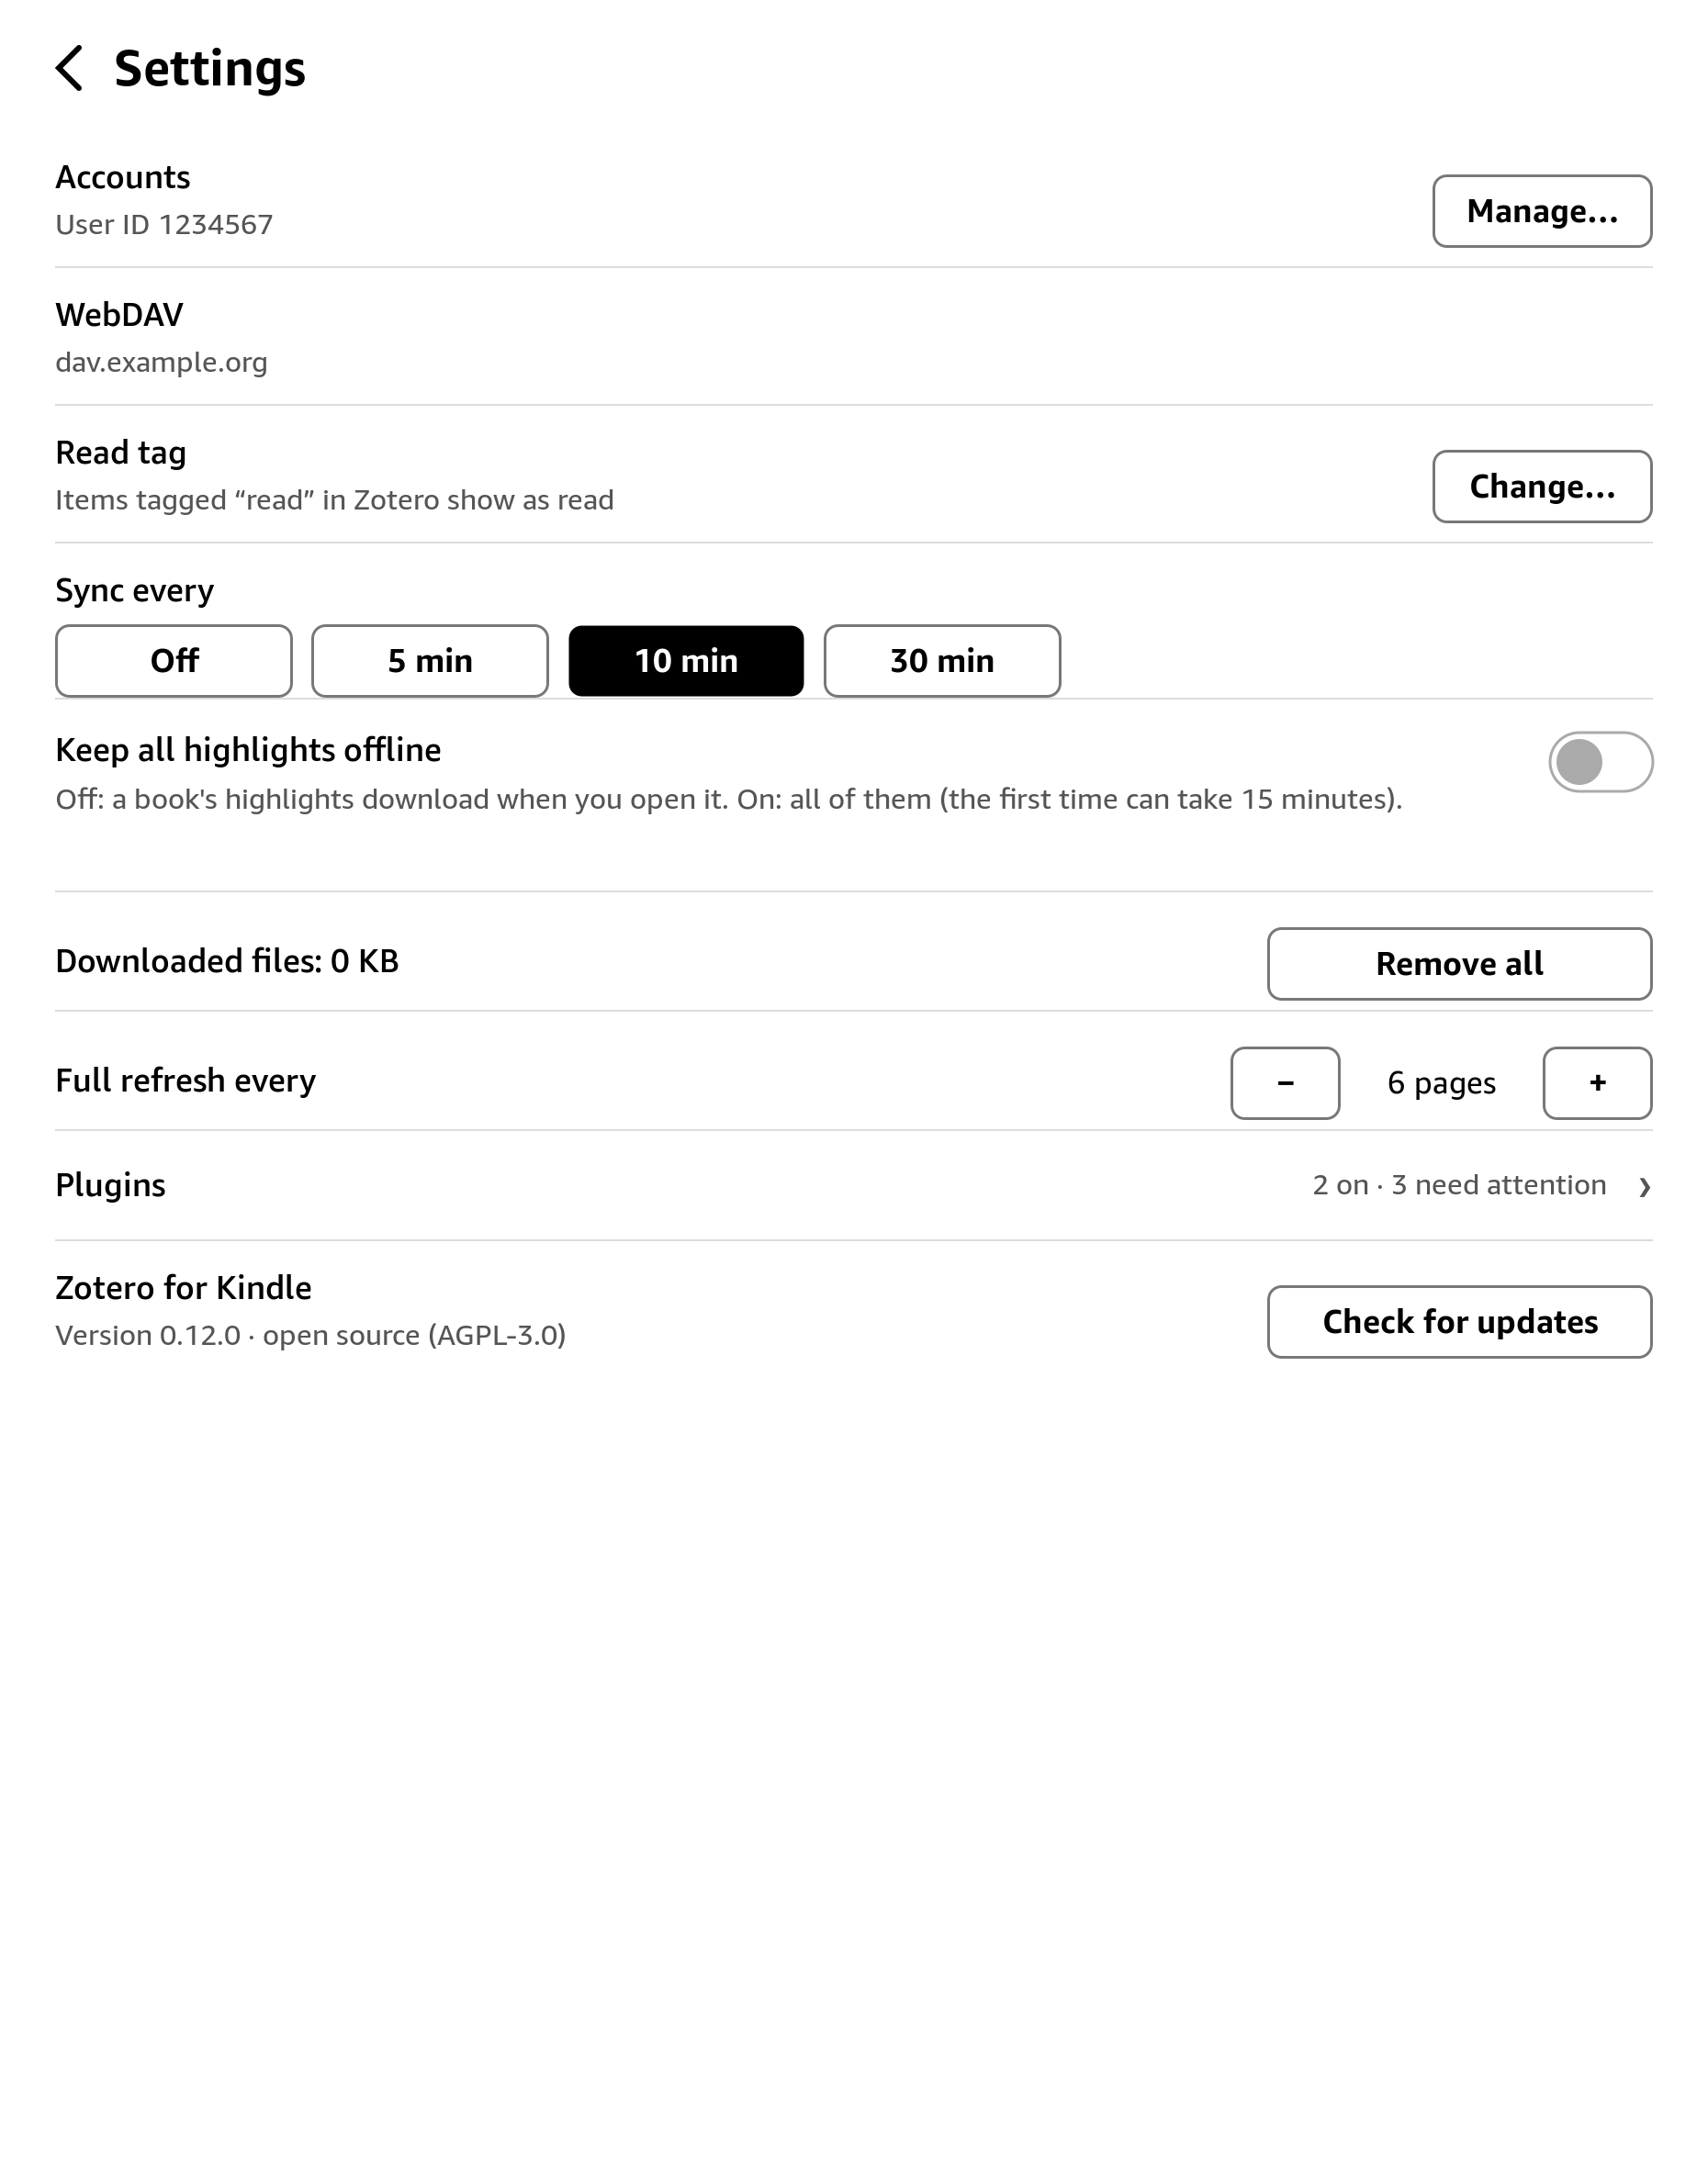 Settings
Accounts
User ID 1234567
Manage...
WebDAV
dav.example.org
Read tag
Items tagged “read” in Zotero show as read
Change...
Sync every
Off
5 min
10 min
30 min
Keep all highlights offline
Off: a book's highlights download when you open it. On: all of them (the first time can take 15 minutes).
Downloaded files: 0 KB
Remove all
Full refresh every
–
6 pages
+
Plugins
2 on · 3 need attention ›
Zotero for Kindle
Version 0.12.0 · open source (AGPL-3.0)
Check for updates